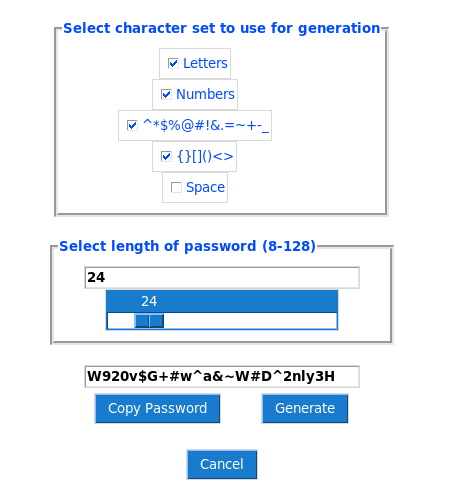 Select character set to use for generation
Letters
Numbers
^*$%@#!&.=~+-_
{}[]()<>
Space
Select length of password (8-128)
24
24
W920v$G+#w^a&~W#D^2nly3H
Copy Password Generate
Cancel